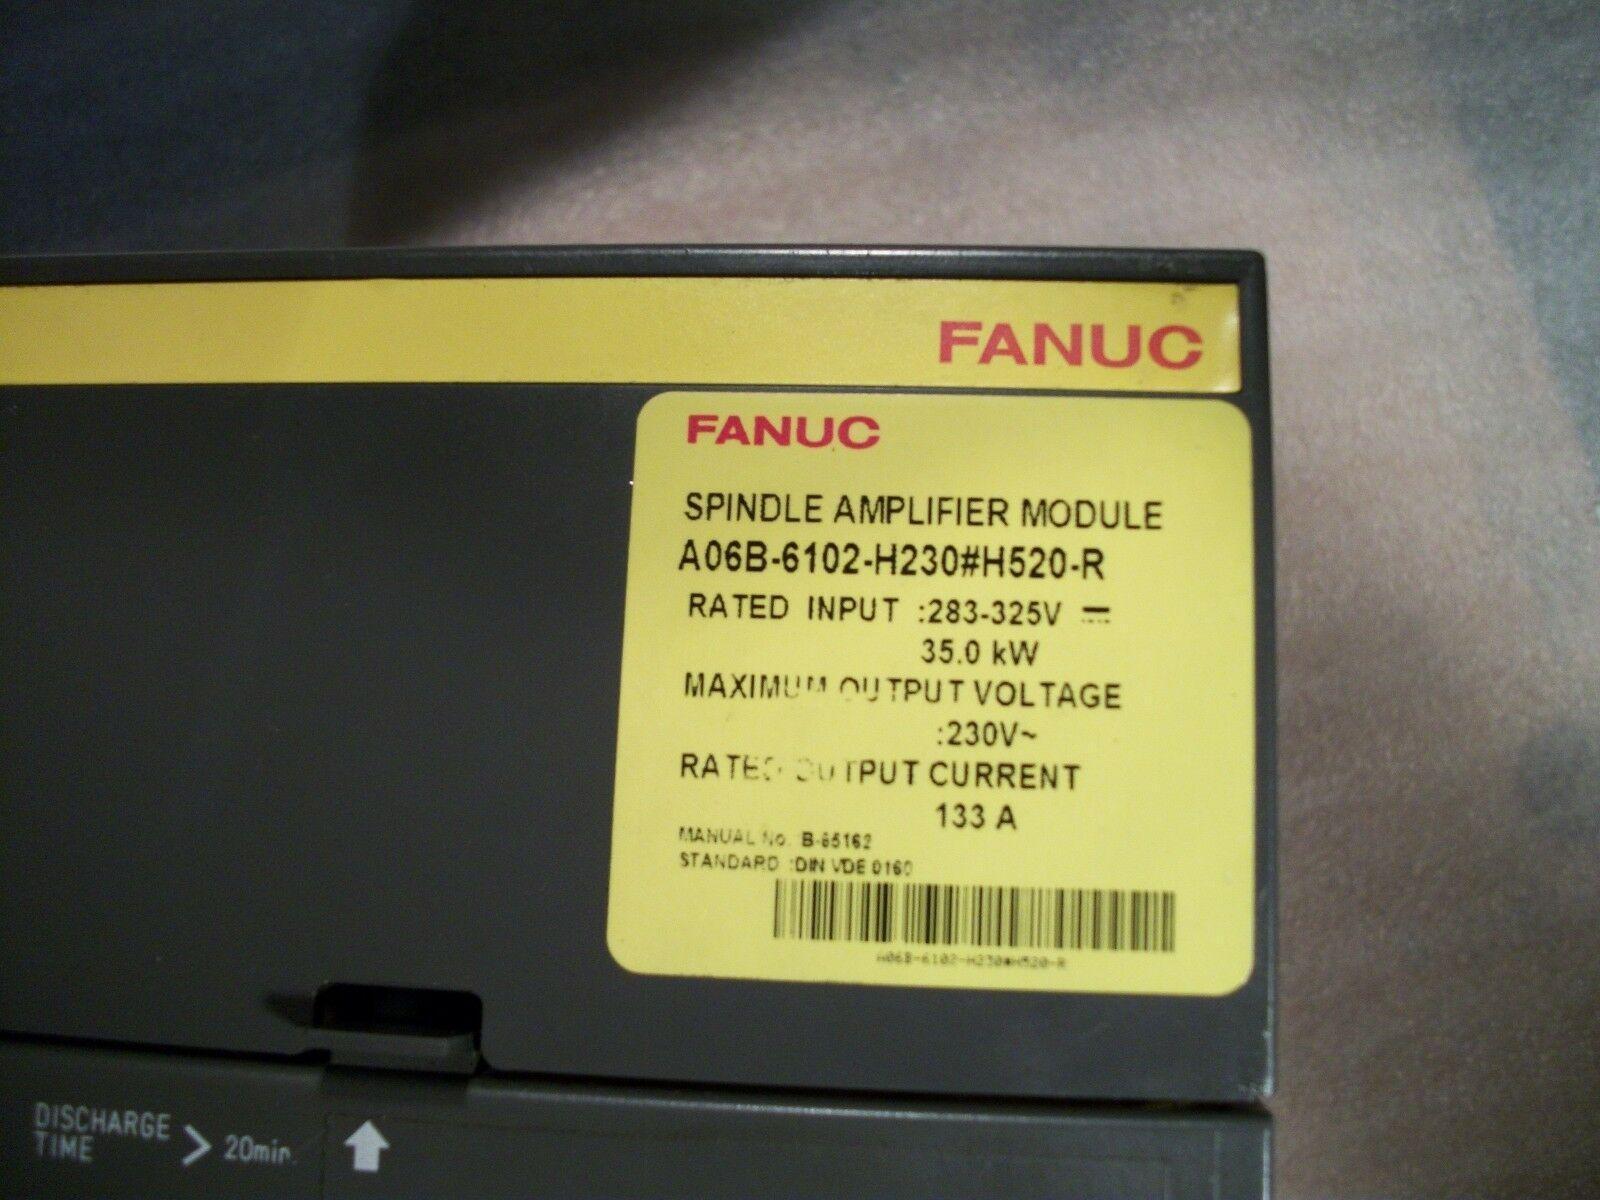 FANUC
FANUC
SPINDLE AMPLIFIER MODULE
A06B-6102-H230#H520-R
RATED INPUT :283-325V ⎓
35.0 kW
MAXIMUM OUTPUT VOLTAGE
:230V~
RATED OUTPUT CURRENT
133 A
MANUAL No. B-65162
STANDARD :DIN VDE 0160
A06B-6102-H230#H520-R
DISCHARGE
TIME > 20min.